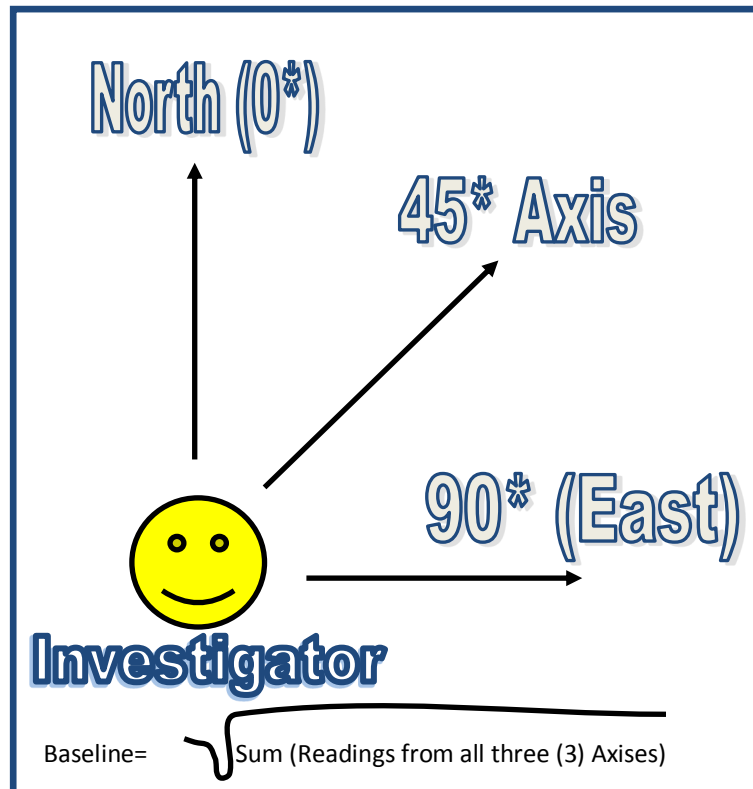 North (0*)
45* Axis
90* (East)
Investigator
Baseline= √Sum (Readings from all three (3) Axises)